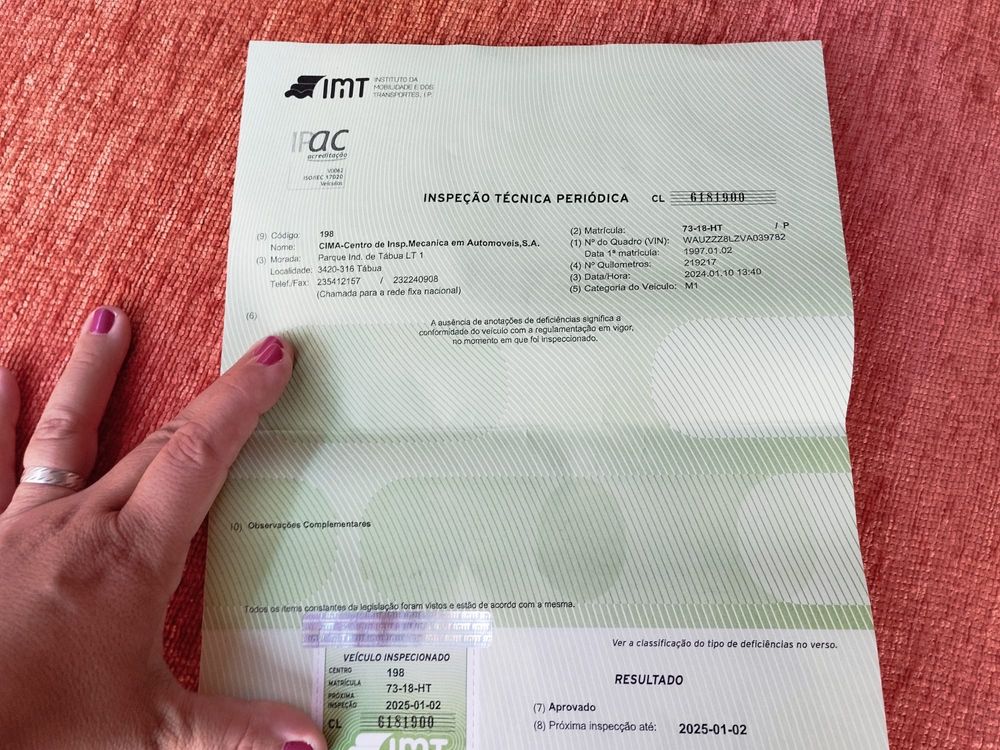 IMT INSTITUTO DA
MOBILIDADE E DOS
TRANSPORTES, I.P.
IPAC
acreditação
V0062
ISO/IEC 17020
Veículos
INSPEÇÃO TÉCNICA PERIÓDICA CL 6181900
(9) Código: 198
Nome: CIMA-Centro de Insp.Mecanica em Automoveis,S.A.
(3) Morada: Parque Ind. de Tábua LT 1
Localidade: 3420-316 Tábua
Telef./Fax: 235412157 / 232240908
(Chamada para a rede fixa nacional)
(2) Matrícula: 73-18-HT / P
(1) Nº do Quadro (VIN): WAUZZZ8LZVA039782
Data 1ª matricula: 1997.01.02
(4) Nº Quilometros: 219217
(3) Data/Hora: 2024.01.10 13:40
(5) Categoria do Veículo: M1
(6)
A ausência de anotações de deficiências significa a
conformidade do veículo com a regulamentação em vigor,
no momento em que foi inspeccionado.
10) Observações Complementares
Todos os items constantes da legislação foram vistos e estão de acordo com a mesma.
Ver a classificação do tipo de deficiências no verso.
VEÍCULO INSPECIONADO
CENTRO 198
MATRÍCULA 73-18-HT
PRÓXIMA
INSPEÇÃO 2025-01-02
CL 6181900
IMT
RESULTADO
(7) Aprovado
(8) Próxima inspecção até: 2025-01-02